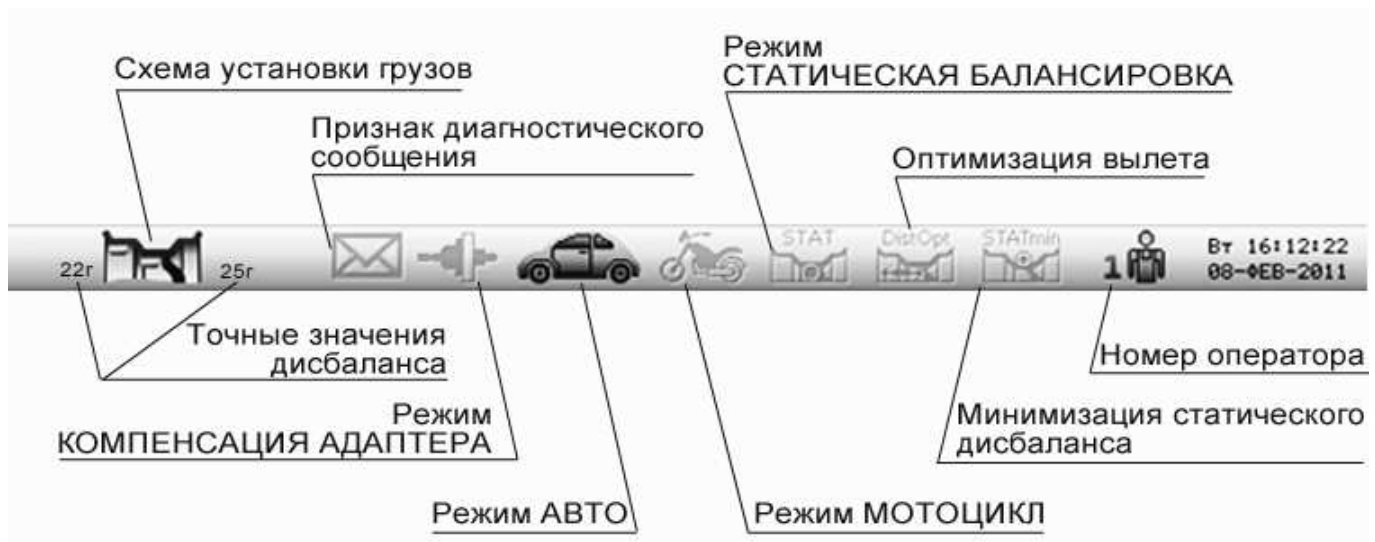 Режим
СТАТИЧЕСКАЯ БАЛАНСИРОВКА
Схема установки грузов
Признак диагностического
сообщения
Оптимизация вылета
STAT
DistOpt
STATmin
22г
25г
1
Вт 16:12:22
08-ФЕВ-2011
Точные значения
дисбаланса
Номер оператора
Режим
КОМПЕНСАЦИЯ АДАПТЕРА
Минимизация статического
дисбаланса
Режим АВТО
Режим МОТОЦИКЛ